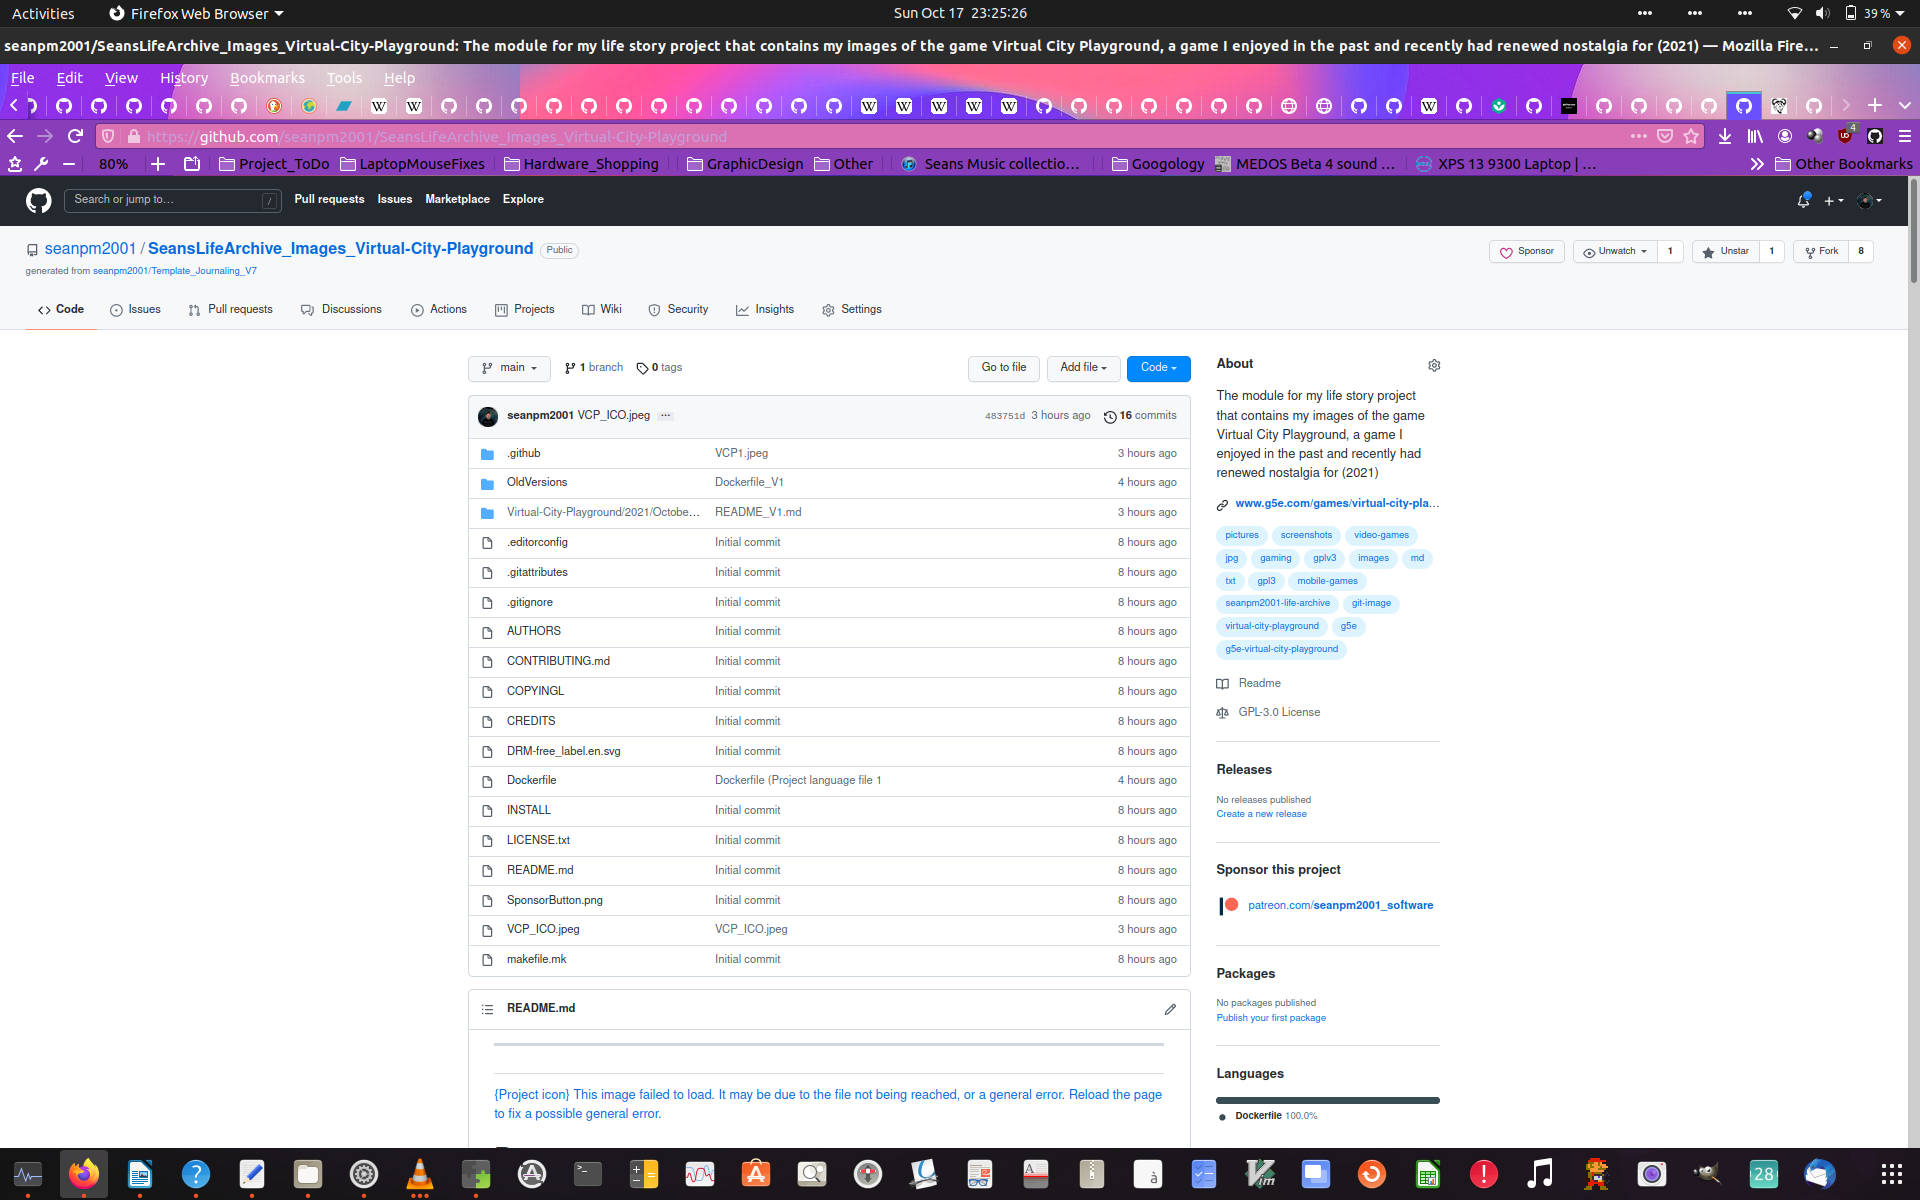 Activities
Firefox Web Browser
Sun Oct 17 23:25:26
39 %
seanpm2001/SeansLifeArchive_Images_Virtual-City-Playground: The module for my life story project that contains my images of the game Virtual City Playground, a game I enjoyed in the past and recently had renewed nostalgia for (2021) — Mozilla Fire…
File Edit View History Bookmarks Tools Help
https://github.com/seanpm2001/SeansLifeArchive_Images_Virtual-City-Playground
4
80%
Project_ToDo
LaptopMouseFixes
Hardware_Shopping
GraphicDesign
Other
Seans Music collectio…
Googology
MEDOS Beta 4 sound …
XPS 13 9300 Laptop | …
Other Bookmarks
Search or jump to…
/
Pull requests Issues Marketplace Explore
seanpm2001 / SeansLifeArchive_Images_Virtual-City-Playground
Public
Sponsor
Unwatch 1
Unstar 1
Fork 8
generated from seanpm2001/Template_Journaling_V7
Code
Issues
Pull requests
Discussions
Actions
Projects
Wiki
Security
Insights
Settings
main
1 branch
0 tags
Go to file
Add file
Code
seanpm2001 VCP_ICO.jpeg
483751d 3 hours ago
16 commits
.github VCP1.jpeg 3 hours ago
OldVersions Dockerfile_V1 4 hours ago
Virtual-City-Playground/2021/Octobe… README_V1.md 3 hours ago
.editorconfig Initial commit 8 hours ago
.gitattributes Initial commit 8 hours ago
.gitignore Initial commit 8 hours ago
AUTHORS Initial commit 8 hours ago
CONTRIBUTING.md Initial commit 8 hours ago
COPYINGL Initial commit 8 hours ago
CREDITS Initial commit 8 hours ago
DRM-free_label.en.svg Initial commit 8 hours ago
Dockerfile Dockerfile (Project language file 1 4 hours ago
INSTALL Initial commit 8 hours ago
LICENSE.txt Initial commit 8 hours ago
README.md Initial commit 8 hours ago
SponsorButton.png Initial commit 8 hours ago
VCP_ICO.jpeg VCP_ICO.jpeg 3 hours ago
makefile.mk Initial commit 8 hours ago
README.md
{Project icon} This image failed to load. It may be due to the file not being reached, or a general error. Reload the page
to fix a possible general error.
About
The module for my life story project
that contains my images of the game
Virtual City Playground, a game I
enjoyed in the past and recently had
renewed nostalgia for (2021)
www.g5e.com/games/virtual-city-pla…
pictures screenshots video-games
jpg gaming gplv3 images md
txt gpl3 mobile-games
seanpm2001-life-archive git-image
virtual-city-playground g5e
g5e-virtual-city-playground
Readme
GPL-3.0 License
Releases
No releases published
Create a new release
Sponsor this project
patreon.com/seanpm2001_software
Packages
No packages published
Publish your first package
Languages
Dockerfile 100.0%
28